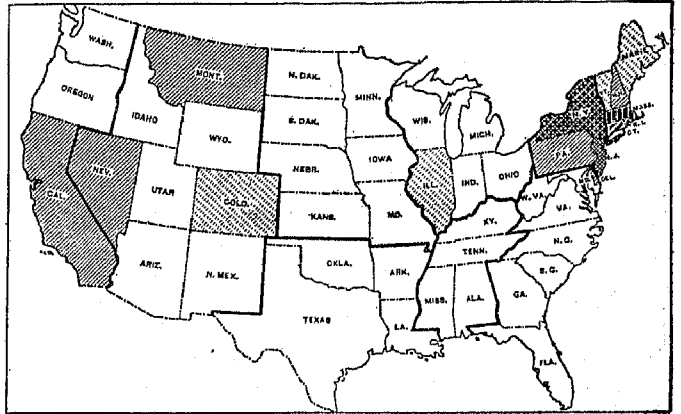 WASH.
MONT.
N. DAK.
MINN.
OREGON
IDAHO
S. DAK.
WIS.
MICH.
WYO.
NEBR.
IOWA
NEV.
UTAH
COLO.
KANS.
MO.
ILL.
IND.
OHIO
PA.
N.J.
DEL.
MASS.
R.I.
CT.
CAL.
W. VA.
VA.
KY.
ARIZ.
N. MEX.
OKLA.
ARK.
TENN.
N. C.
S. C.
TEXAS
LA.
MISS.
ALA.
GA.
FLA.
MAINE